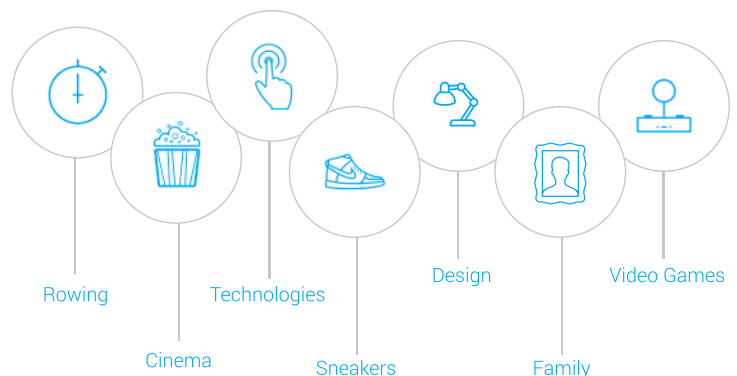 Rowing
Cinema
Technologies
Sneakers
Design
Family
Video Games